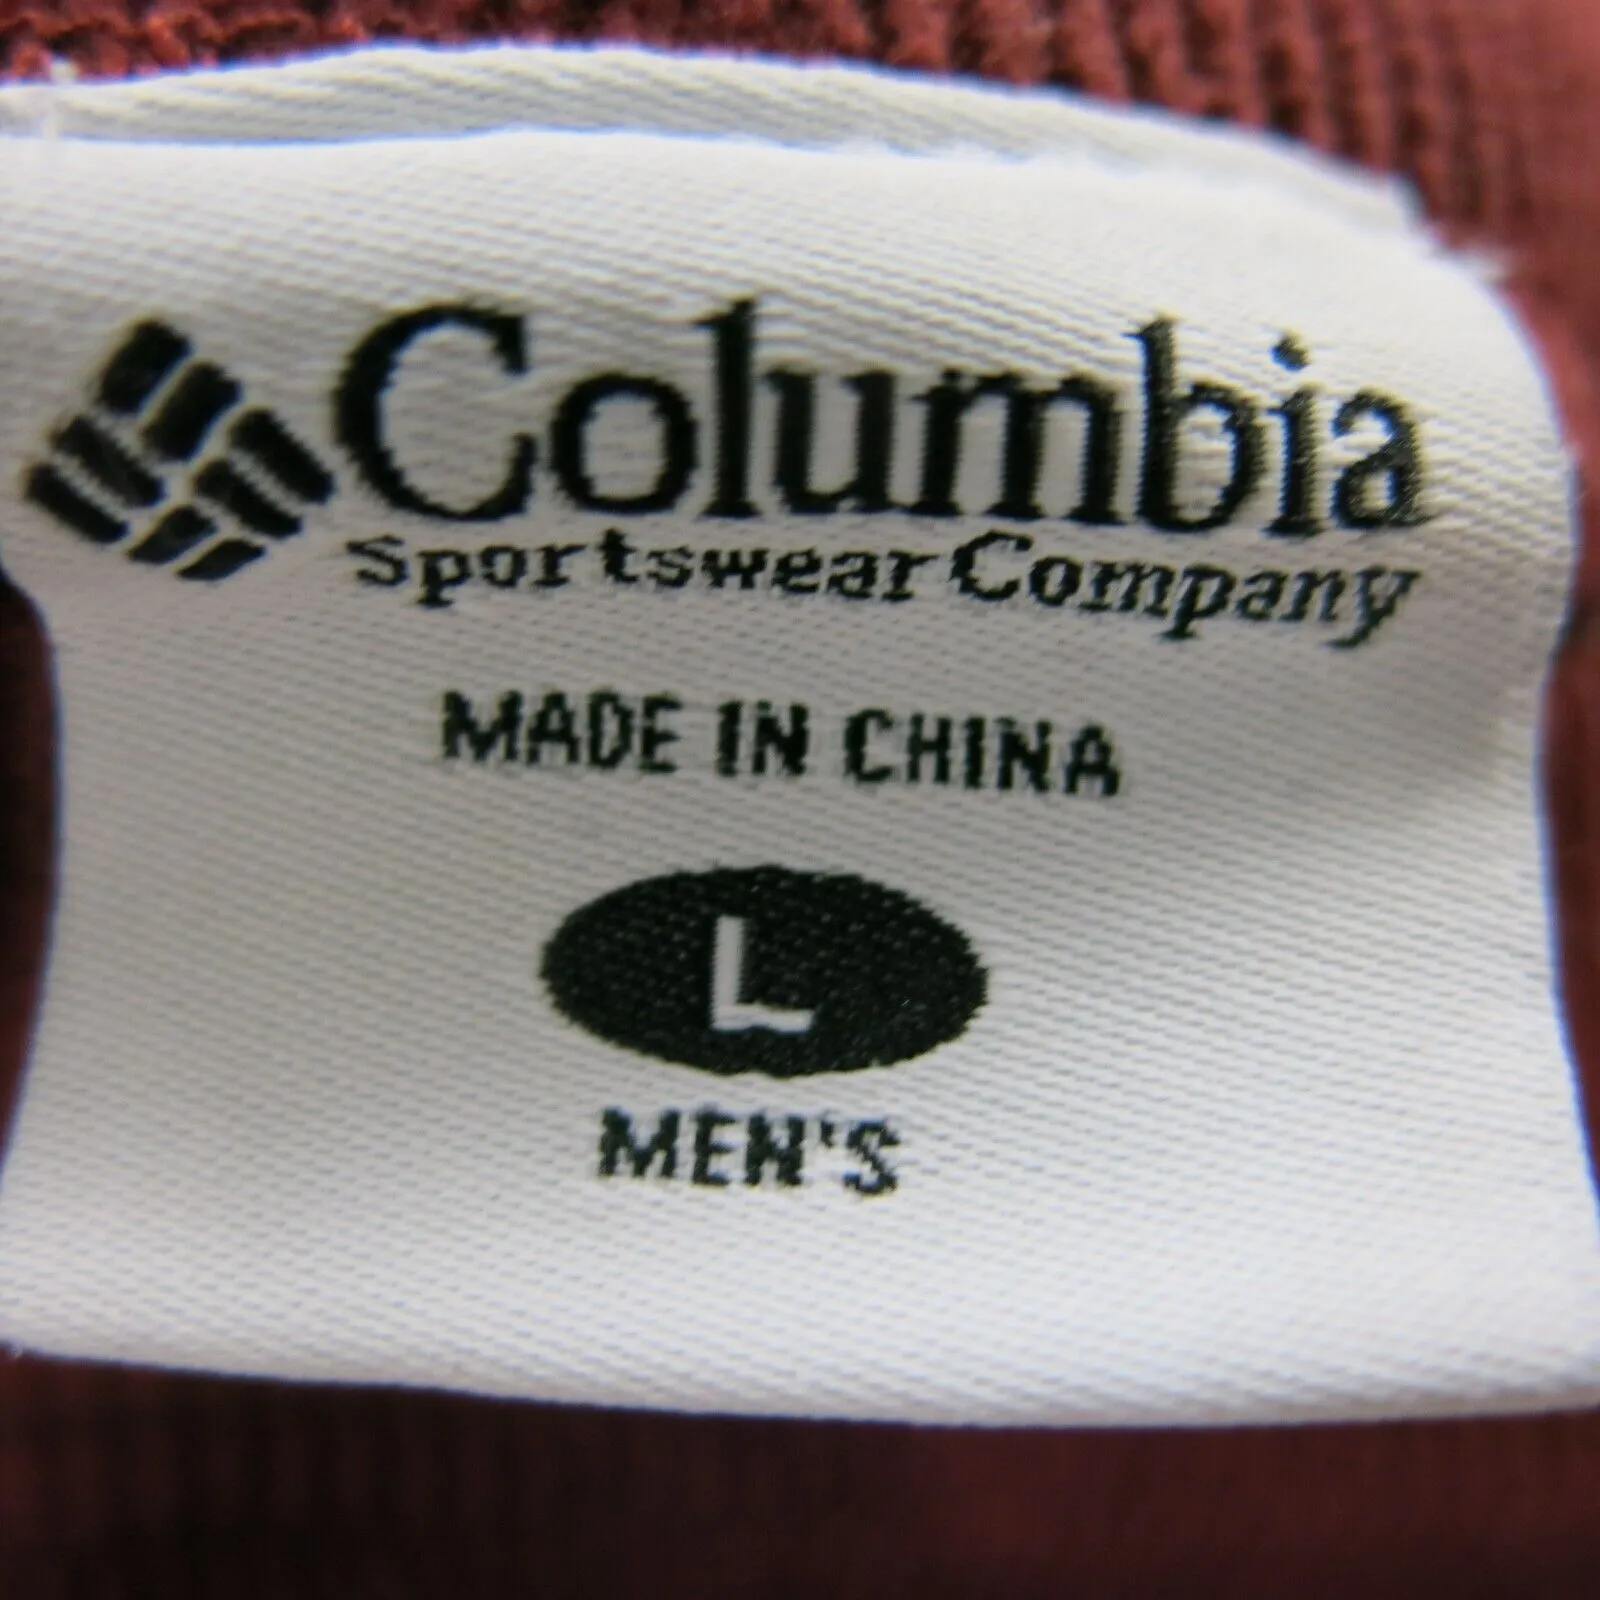 Columbia
Sportswear Company
MADE IN CHINA
L
MEN'S